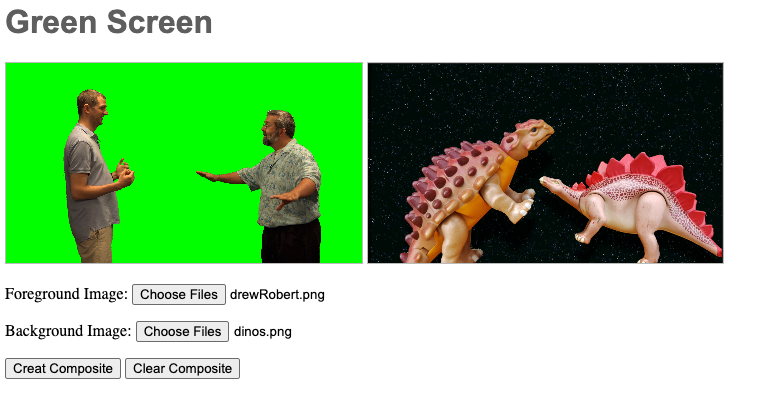 Green Screen
Foreground Image: Choose Files drewRobert.png
Background Image: Choose Files dinos.png
Creat Composite Clear Composite